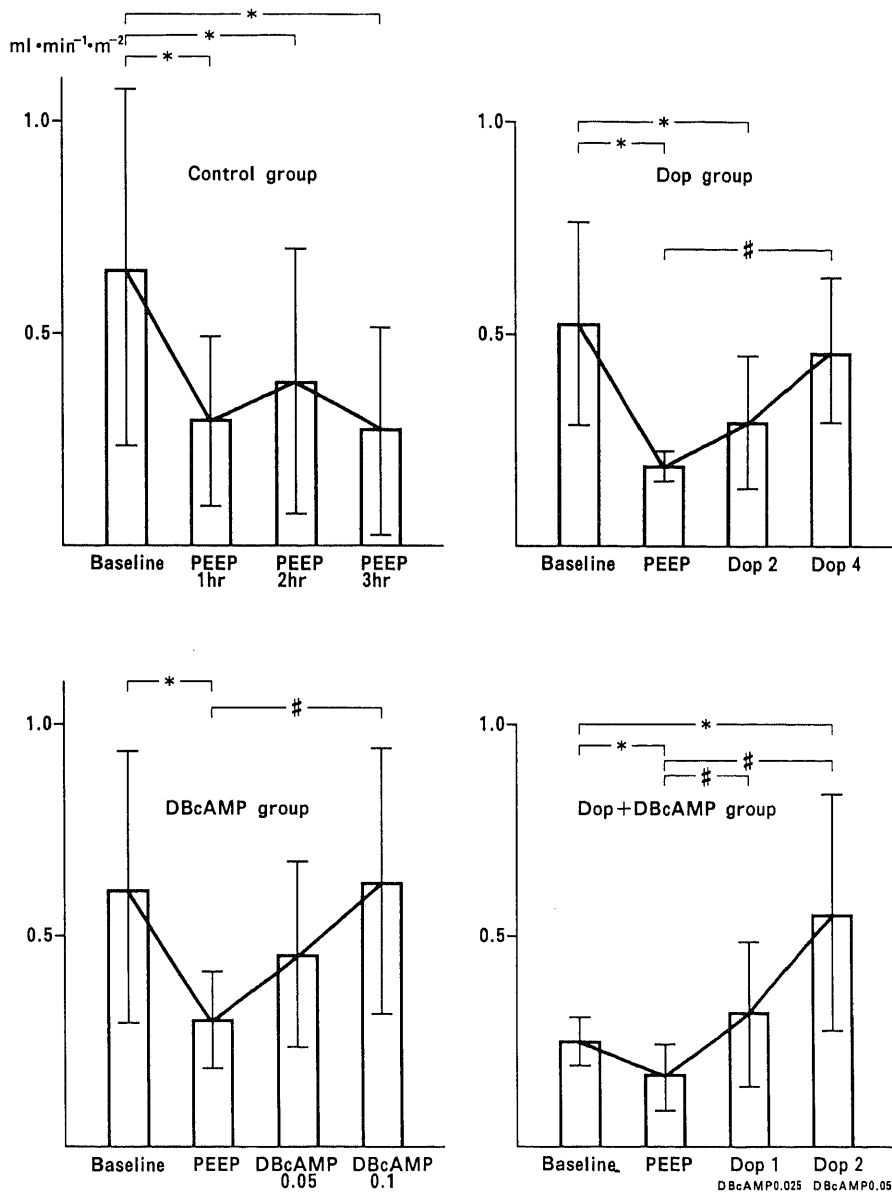 * 
* 
ml•min⁻¹•m⁻² 
* 
1.0 
Control group 
0.5 
Baseline PEEP PEEP PEEP 
1hr 2hr 3hr 
1.0 
* 
* 
Dop group 
# 
0.5 
Baseline PEEP Dop 2 Dop 4 
* 
# 
1.0 
DBcAMP group 
0.5 
Baseline PEEP DBcAMP DBcAMP 
0.05 0.1 
1.0 
* 
* 
# 
# 
Dop+DBcAMP group 
0.5 
Baseline PEEP Dop 1 Dop 2 
DBcAMP0.025 DBcAMP0.05